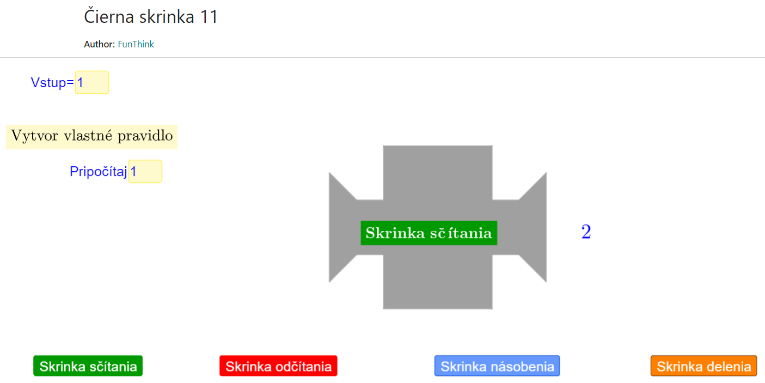 Čierna skrinka 11
Author: FunThink
Vstup=1
Vytvor vlastné pravidlo
Pripočítaj 1
Skrinka sčítania
2
Skrinka sčítania
Skrinka odčítania
Skrinka násobenia
Skrinka delenia